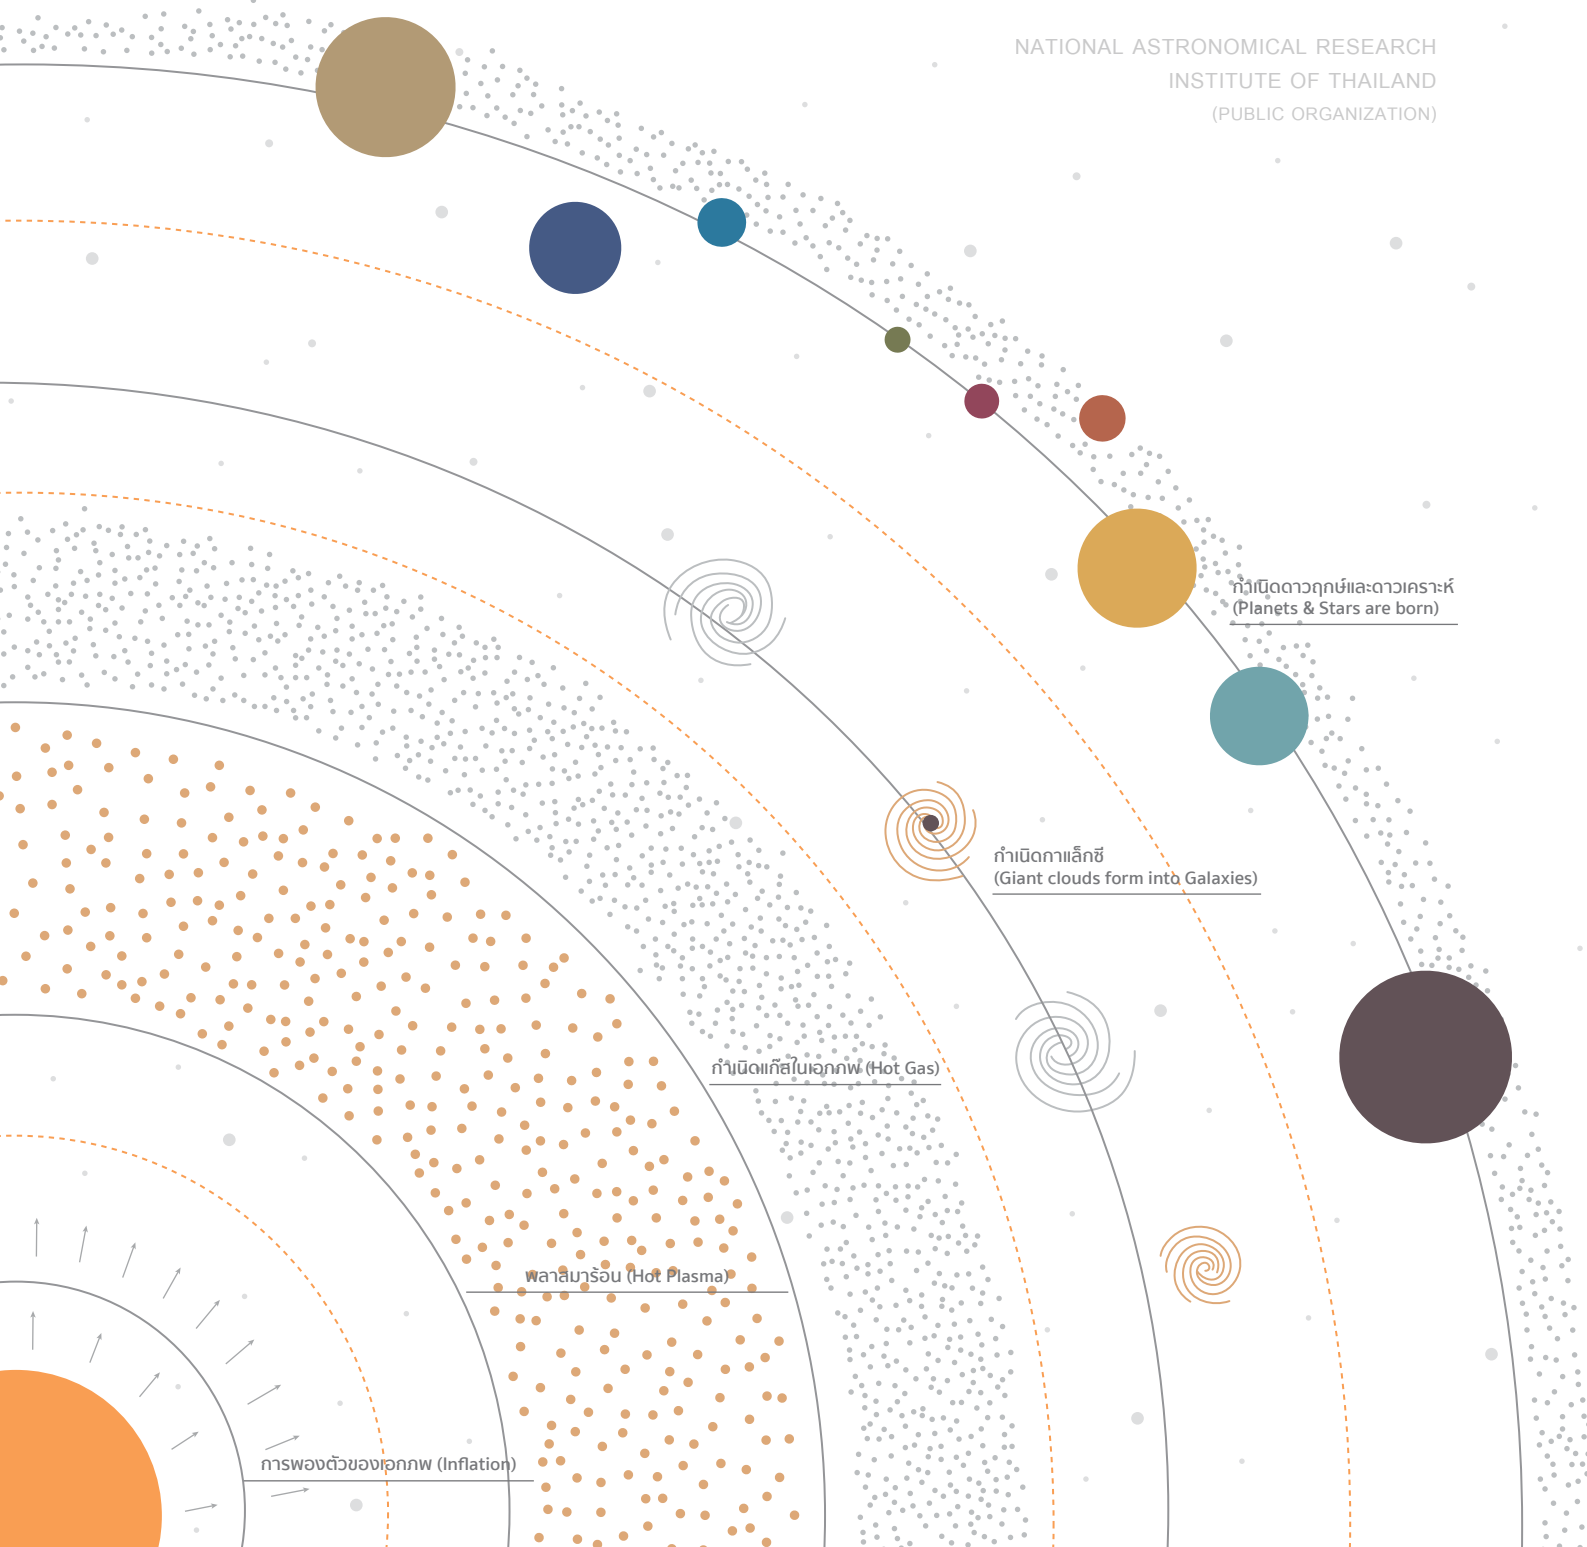 NATIONAL ASTRONOMICAL RESEARCH
INSTITUTE OF THAILAND
(PUBLIC ORGANIZATION)
กำเนิดดาวฤกษ์และดาวเคราะห์
(Planets & Stars are born)
กำเนิดกาแล็กซี
(Giant clouds form into Galaxies)
กำเนิดแก๊สในเอกภพ (Hot Gas)
พลาสมาร้อน (Hot Plasma)
การพองตัวของเอกภพ (Inflation)